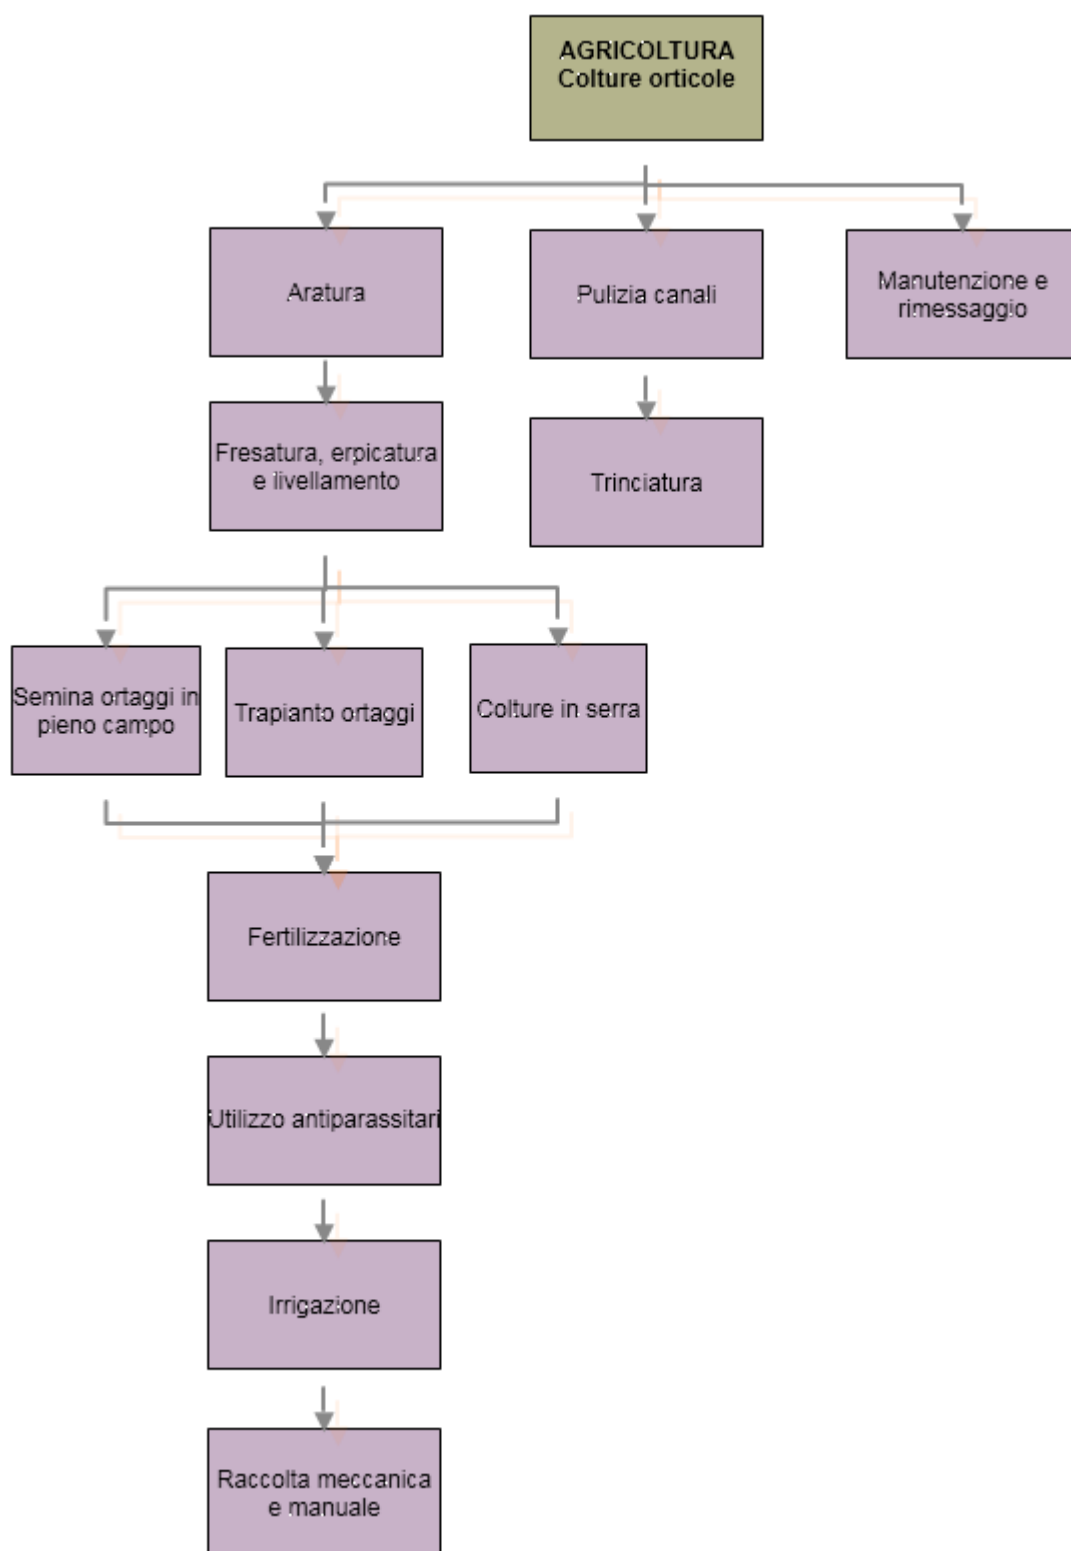 AGRICOLTURA
Colture orticole
Aratura
Pulizia canali
Manutenzione e
rimessaggio
Fresatura, erpicatura
e livellamento
Trinciatura
Semina ortaggi in
pieno campo
Trapianto ortaggi
Colture in serra
Fertilizzazione
Utilizzo antiparassitari
Irrigazione
Raccolta meccanica
e manuale